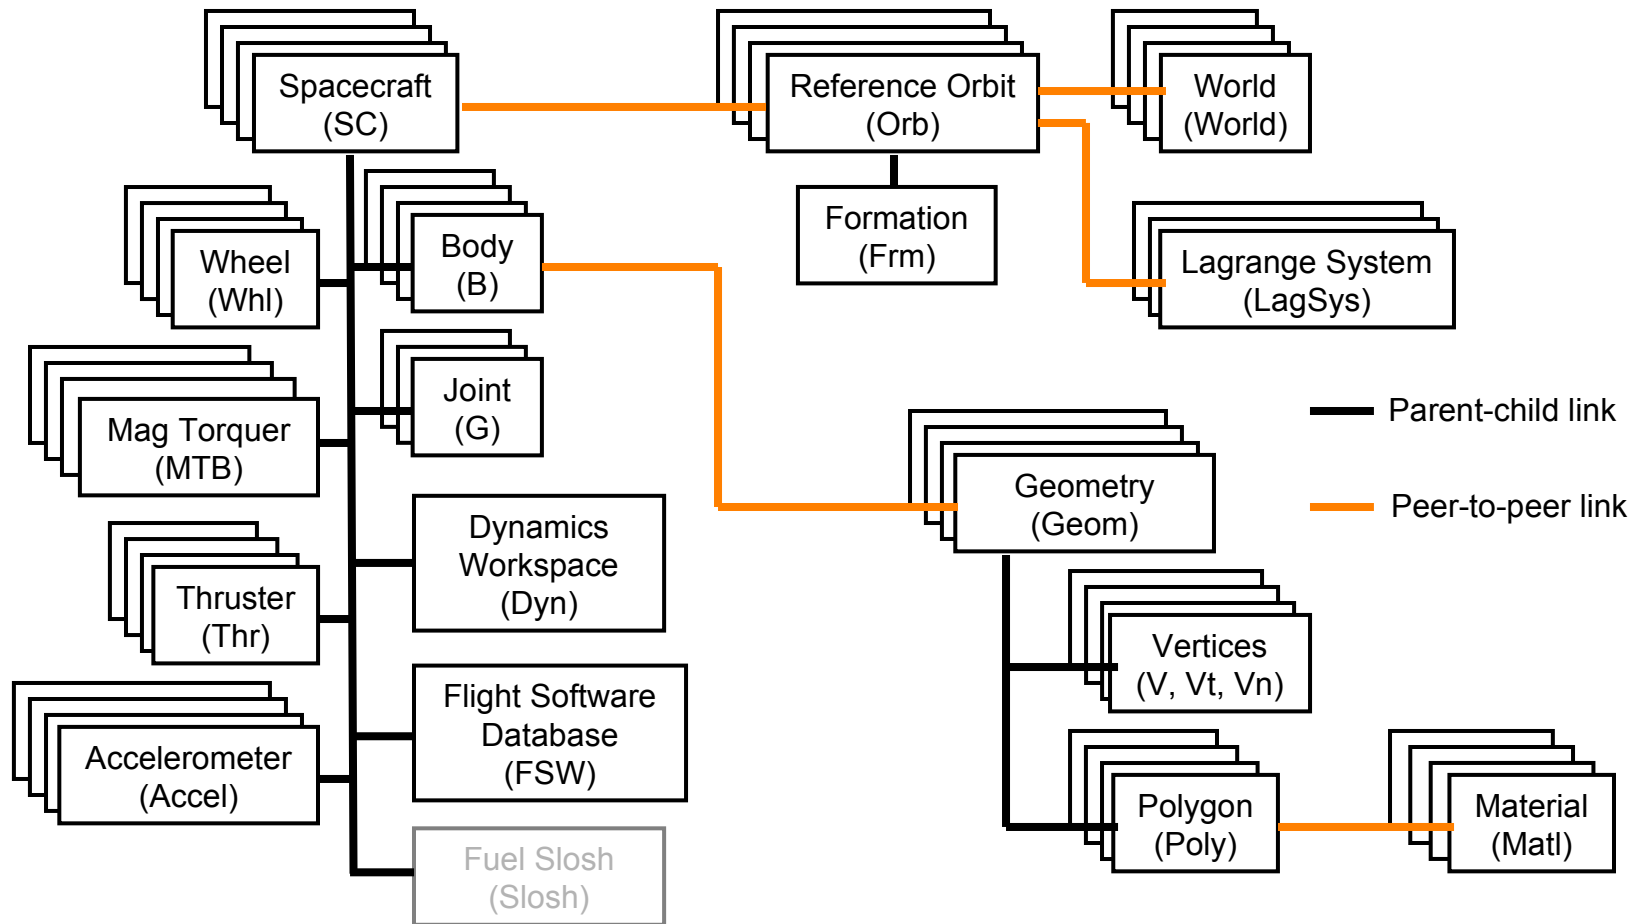 Spacecraft
(SC)
Reference Orbit
(Orb)
World
(World)
Formation
(Frm)
Lagrange System
(LagSys)
Wheel
(Whl)
Body
(B)
Mag Torquer
(MTB)
Joint
(G)
Thruster
(Thr)
Dynamics
Workspace
(Dyn)
Accelerometer
(Accel)
Flight Software
Database
(FSW)
Fuel Slosh
(Slosh)
Geometry
(Geom)
Vertices
(V, Vt, Vn)
Polygon
(Poly)
Material
(Matl)
Parent-child link
Peer-to-peer link